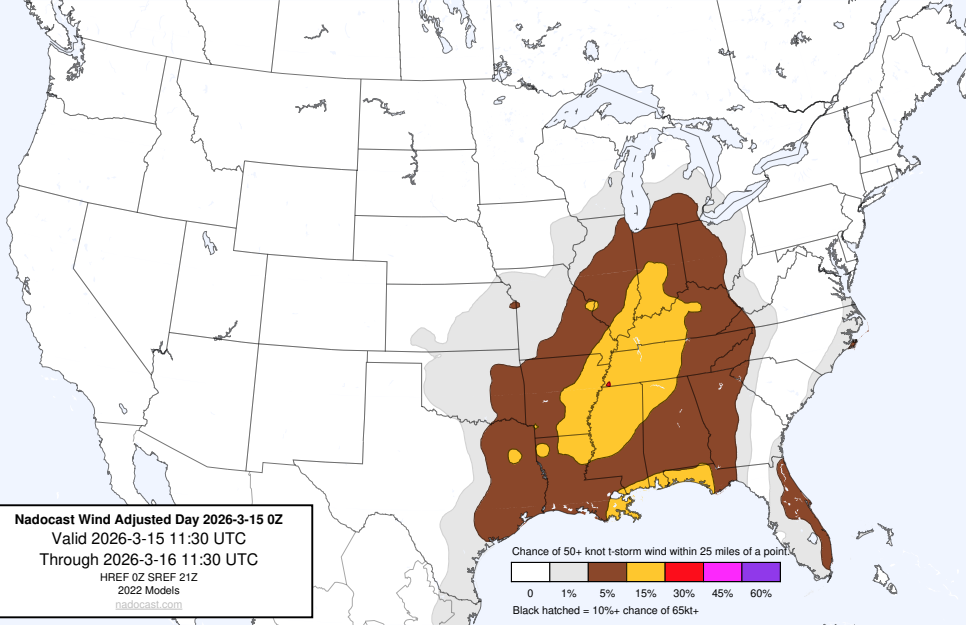 Nadocast Wind Adjusted Day 2026-3-15 0Z
Valid 2026-3-15 11:30 UTC
Through 2026-3-16 11:30 UTC
HREF 0Z SREF 21Z
2022 Models
nadocast.com
Chance of 50+ knot t-storm wind within 25 miles of a point.
0 1% 5% 15% 30% 45% 60%
Black hatched = 10%+ chance of 65kt+